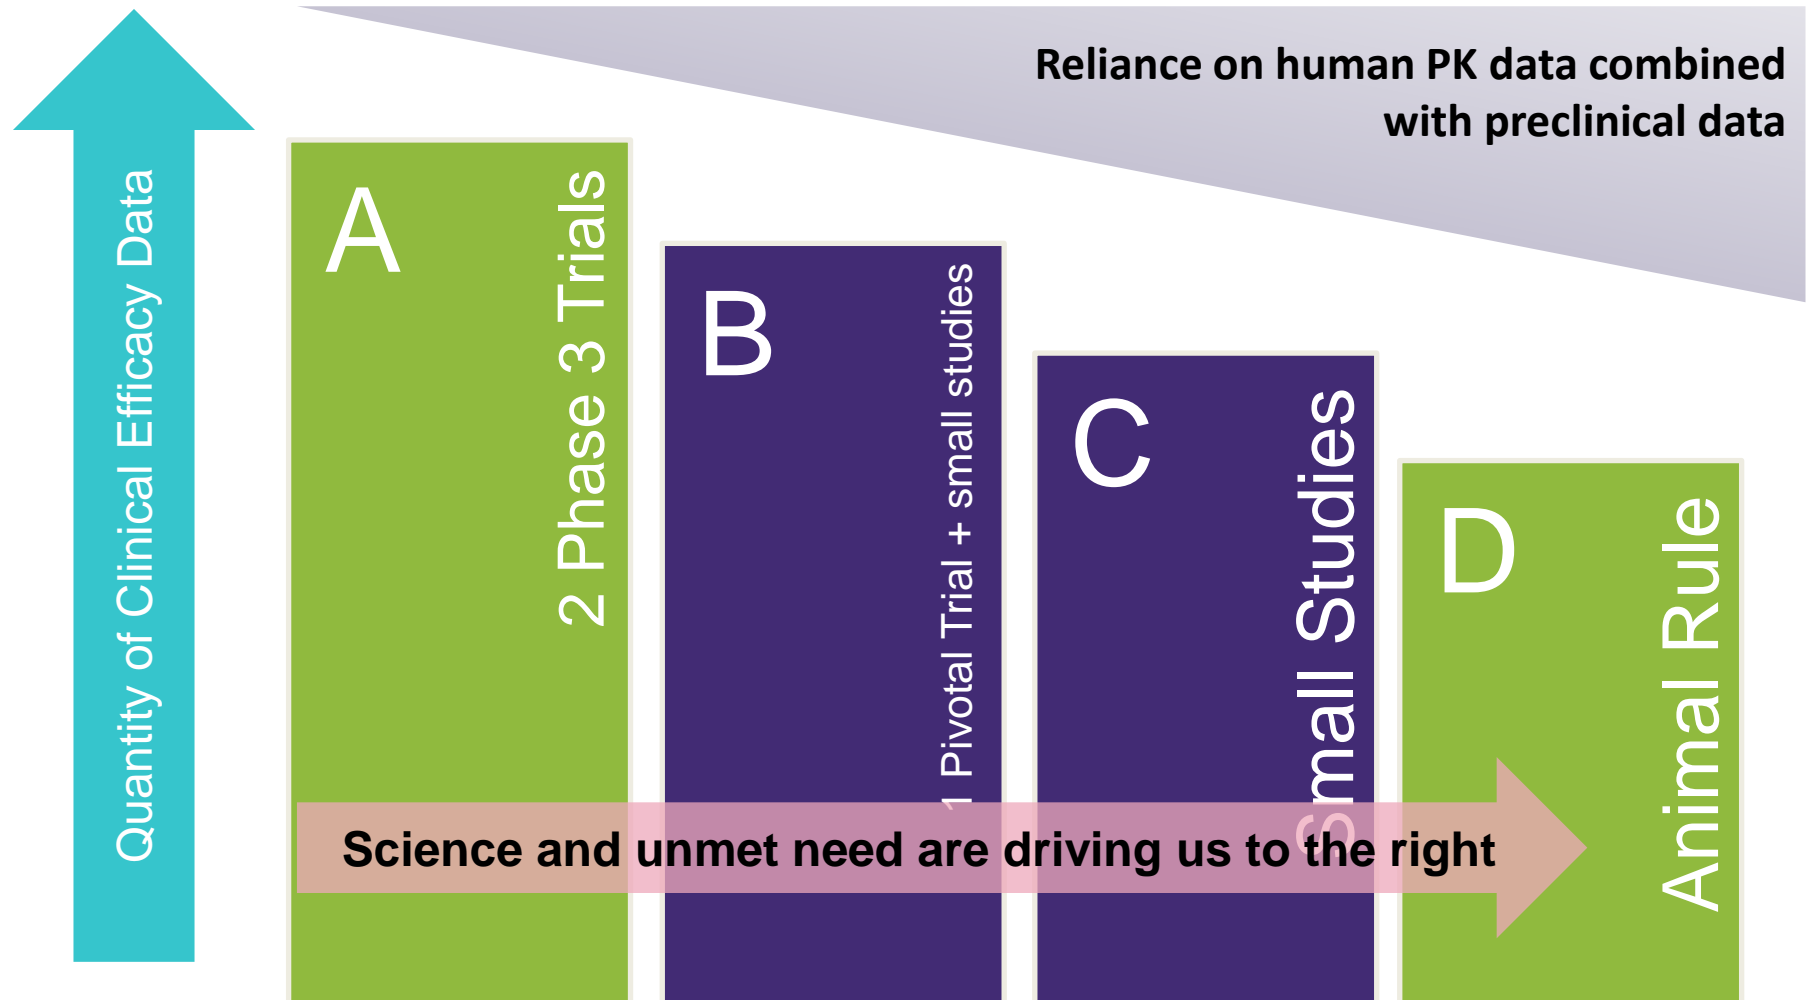 Quantity of Clinical Efficacy Data
Reliance on human PK data combined
with preclinical data
A
2 Phase 3 Trials
B
1 Pivotal Trial + small studies
C
Small Studies
D
Animal Rule
Science and unmet need are driving us to the right